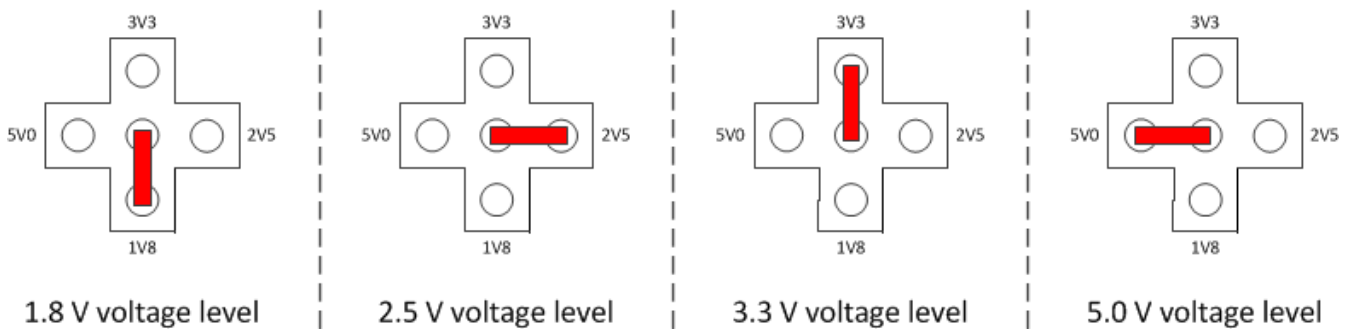 3V3
5V0
2V5
1V8
1.8 V voltage level
3V3
5V0
2V5
1V8
2.5 V voltage level
3V3
5V0
2V5
1V8
3.3 V voltage level
3V3
5V0
2V5
1V8
5.0 V voltage level